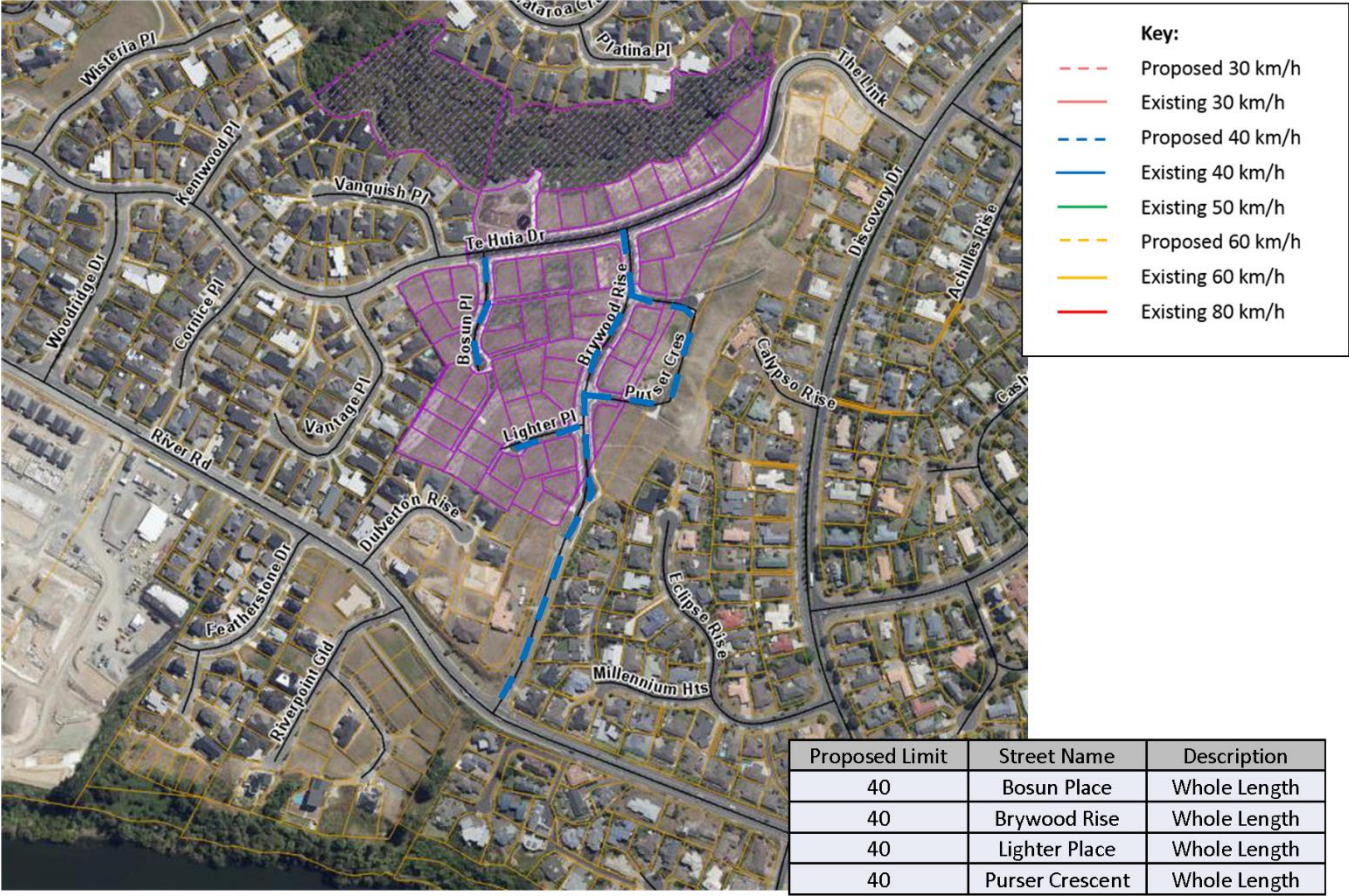 Key:
Proposed 30 km/h
Existing 30 km/h
Proposed 40 km/h
Existing 40 km/h
Existing 50 km/h
Proposed 60 km/h
Existing 60 km/h
Existing 80 km/h
Wisteria Pl
Platina Pl
The Link
Kentwood Pl
Vanquish Pl
Te Huia Dr
Discovery Dr
Achilles Rise
Woodridge Dr
Cornice Pl
Bosun Pl
Brywood Rise
Purser Cres
Calypso Rise
Cash
Vantage Pl
Lighter Pl
River Rd
Dulverton Rise
Featherstone Dr
Eclipse Rise
Riverpoint Gld
Millennium Hts
Proposed Limit Street Name Description
40 Bosun Place Whole Length
40 Brywood Rise Whole Length
40 Lighter Place Whole Length
40 Purser Crescent Whole Length